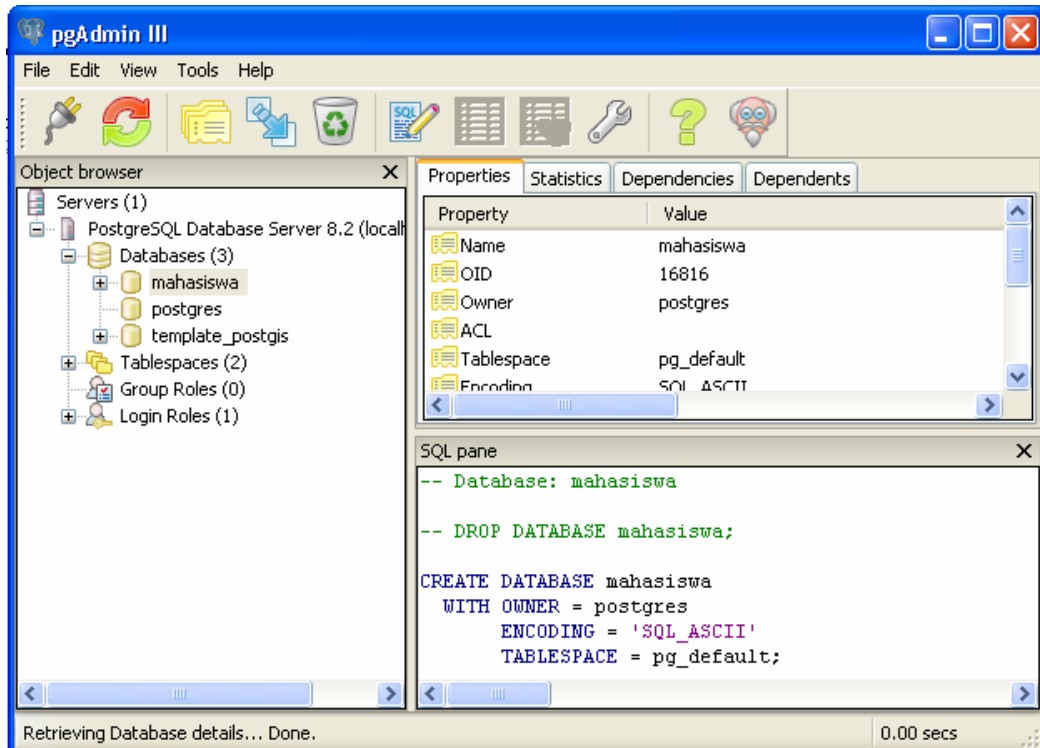 pgAdmin III
File Edit View Tools Help
SQL
Object browser
Servers (1)
PostgreSQL Database Server 8.2 (localh
Databases (3)
mahasiswa
postgres
template_postgis
Tablespaces (2)
Group Roles (0)
Login Roles (1)
Properties Statistics Dependencies Dependents
Property Value
Name mahasiswa
OID 16816
Owner postgres
ACL
Tablespace pg_default
Encoding SQL_ASCII
SQL pane
-- Database: mahasiswa
-- DROP DATABASE mahasiswa;
CREATE DATABASE mahasiswa
WITH OWNER = postgres
ENCODING = 'SQL_ASCII'
TABLESPACE = pg_default;
Retrieving Database details... Done. 0.00 secs